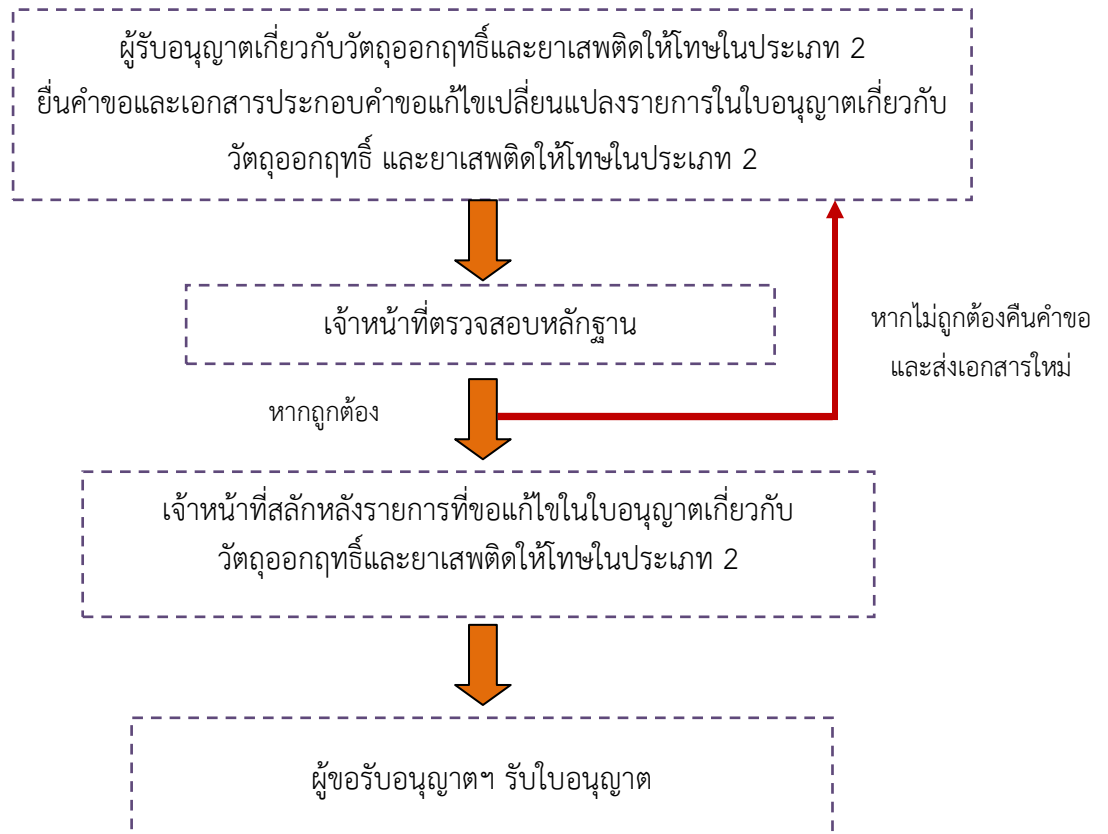 ผู้รับอนุญาตเกี่ยวกับวัตถุออกฤทธิ์และยาเสพติดให้โทษในประเภท 2
ยื่นคำขอและเอกสารประกอบคำขอแก้ไขเปลี่ยนแปลงรายการในใบอนุญาตเกี่ยวกับ
วัตถุออกฤทธิ์ และยาเสพติดให้โทษในประเภท 2
เจ้าหน้าที่ตรวจสอบหลักฐาน
หากไม่ถูกต้องคืนคำขอ
และส่งเอกสารใหม่
หากถูกต้อง
เจ้าหน้าที่สลักหลังรายการที่ขอแก้ไขในใบอนุญาตเกี่ยวกับ
วัตถุออกฤทธิ์และยาเสพติดให้โทษในประเภท 2
ผู้ขอรับอนุญาตฯ รับใบอนุญาต